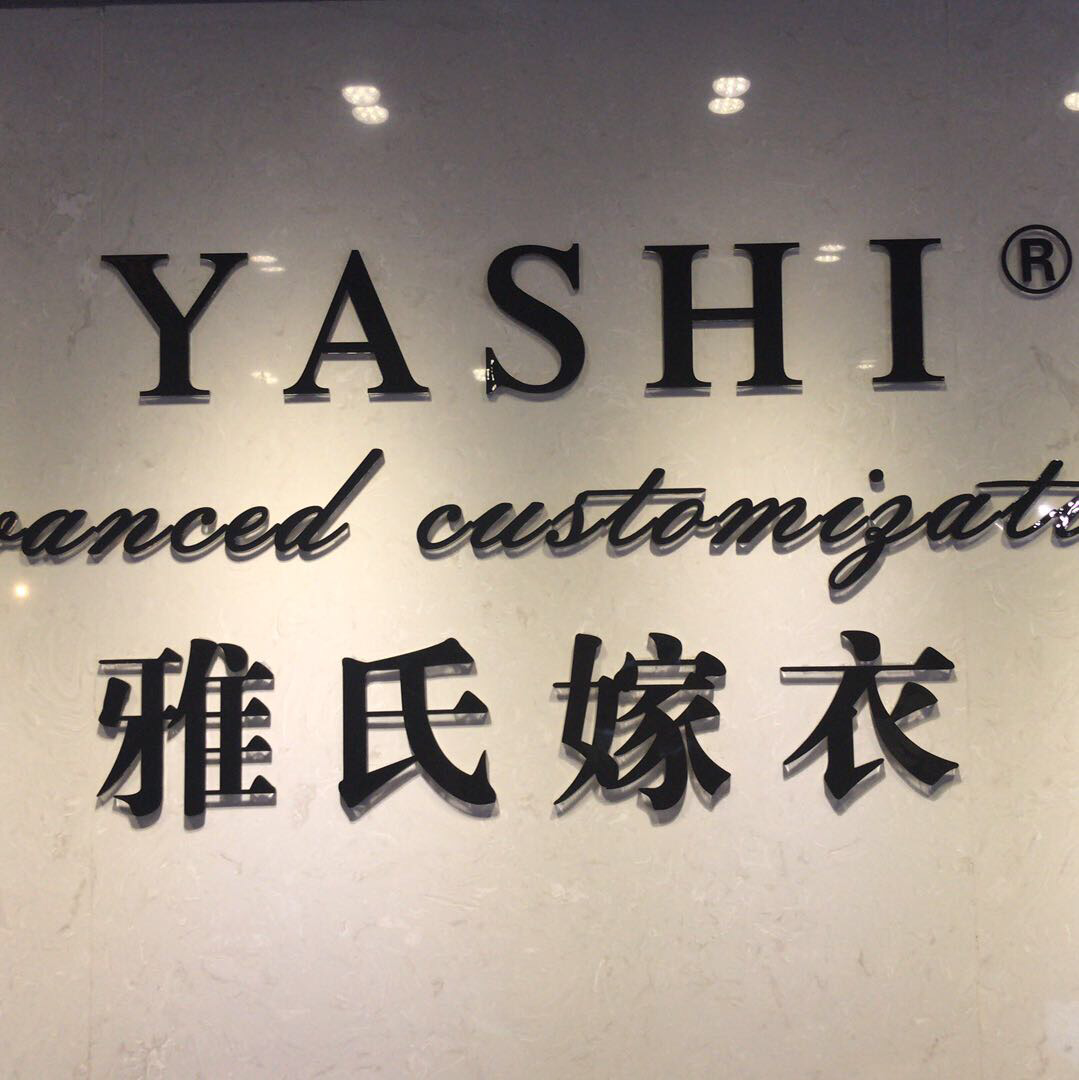 YASHI®
vanced customizat
雅氏嫁衣